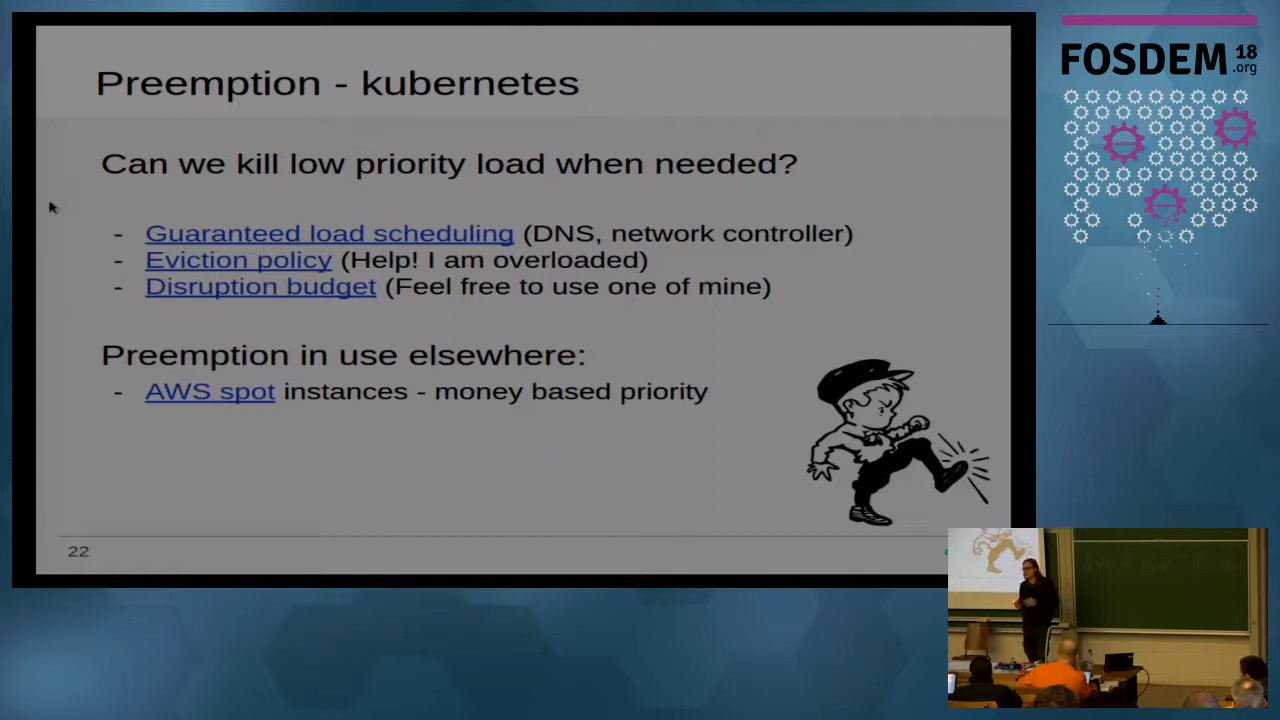 Preemption - kubernetes
Can we kill low priority load when needed?
- Guaranteed load scheduling (DNS, network controller)
- Eviction policy (Help! I am overloaded)
- Disruption budget (Feel free to use one of mine)
Preemption in use elsewhere:
- AWS spot instances - money based priority
22
FOSDEM 18
.org